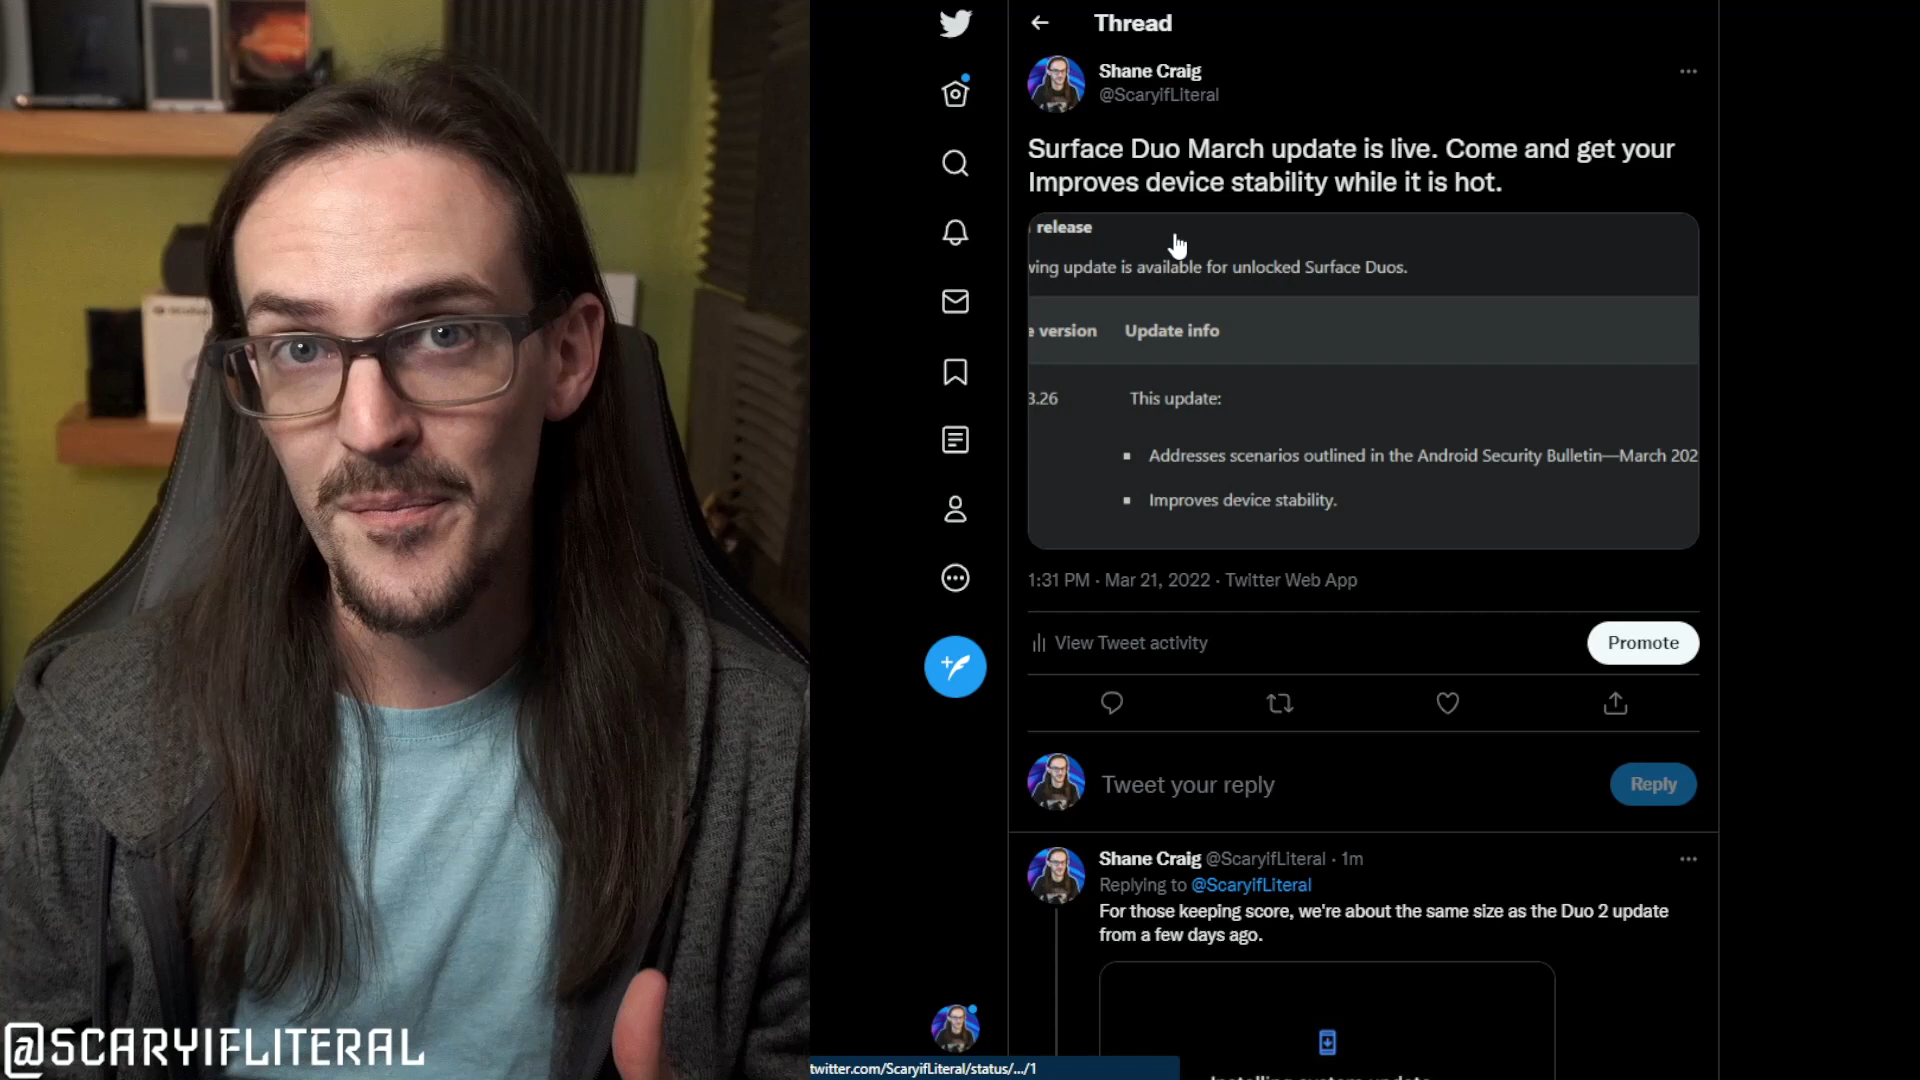 Thread
Shane Craig
@ScaryifLiteral
Surface Duo March update is live. Come and get your
Improves device stability while it is hot.
release
wing update is available for unlocked Surface Duos.
e version Update info
3.26 This update:
▪ Addresses scenarios outlined in the Android Security Bulletin—March 202
▪ Improves device stability.
1:31 PM · Mar 21, 2022 · Twitter Web App
View Tweet activity
Promote
Tweet your reply
Reply
Shane Craig @ScaryifLiteral · 1m
Replying to @ScaryifLiteral
For those keeping score, we're about the same size as the Duo 2 update
from a few days ago.
Installing system update
twitter.com/ScaryifLiteral/status/.../1
@SCARYIFLITERAL